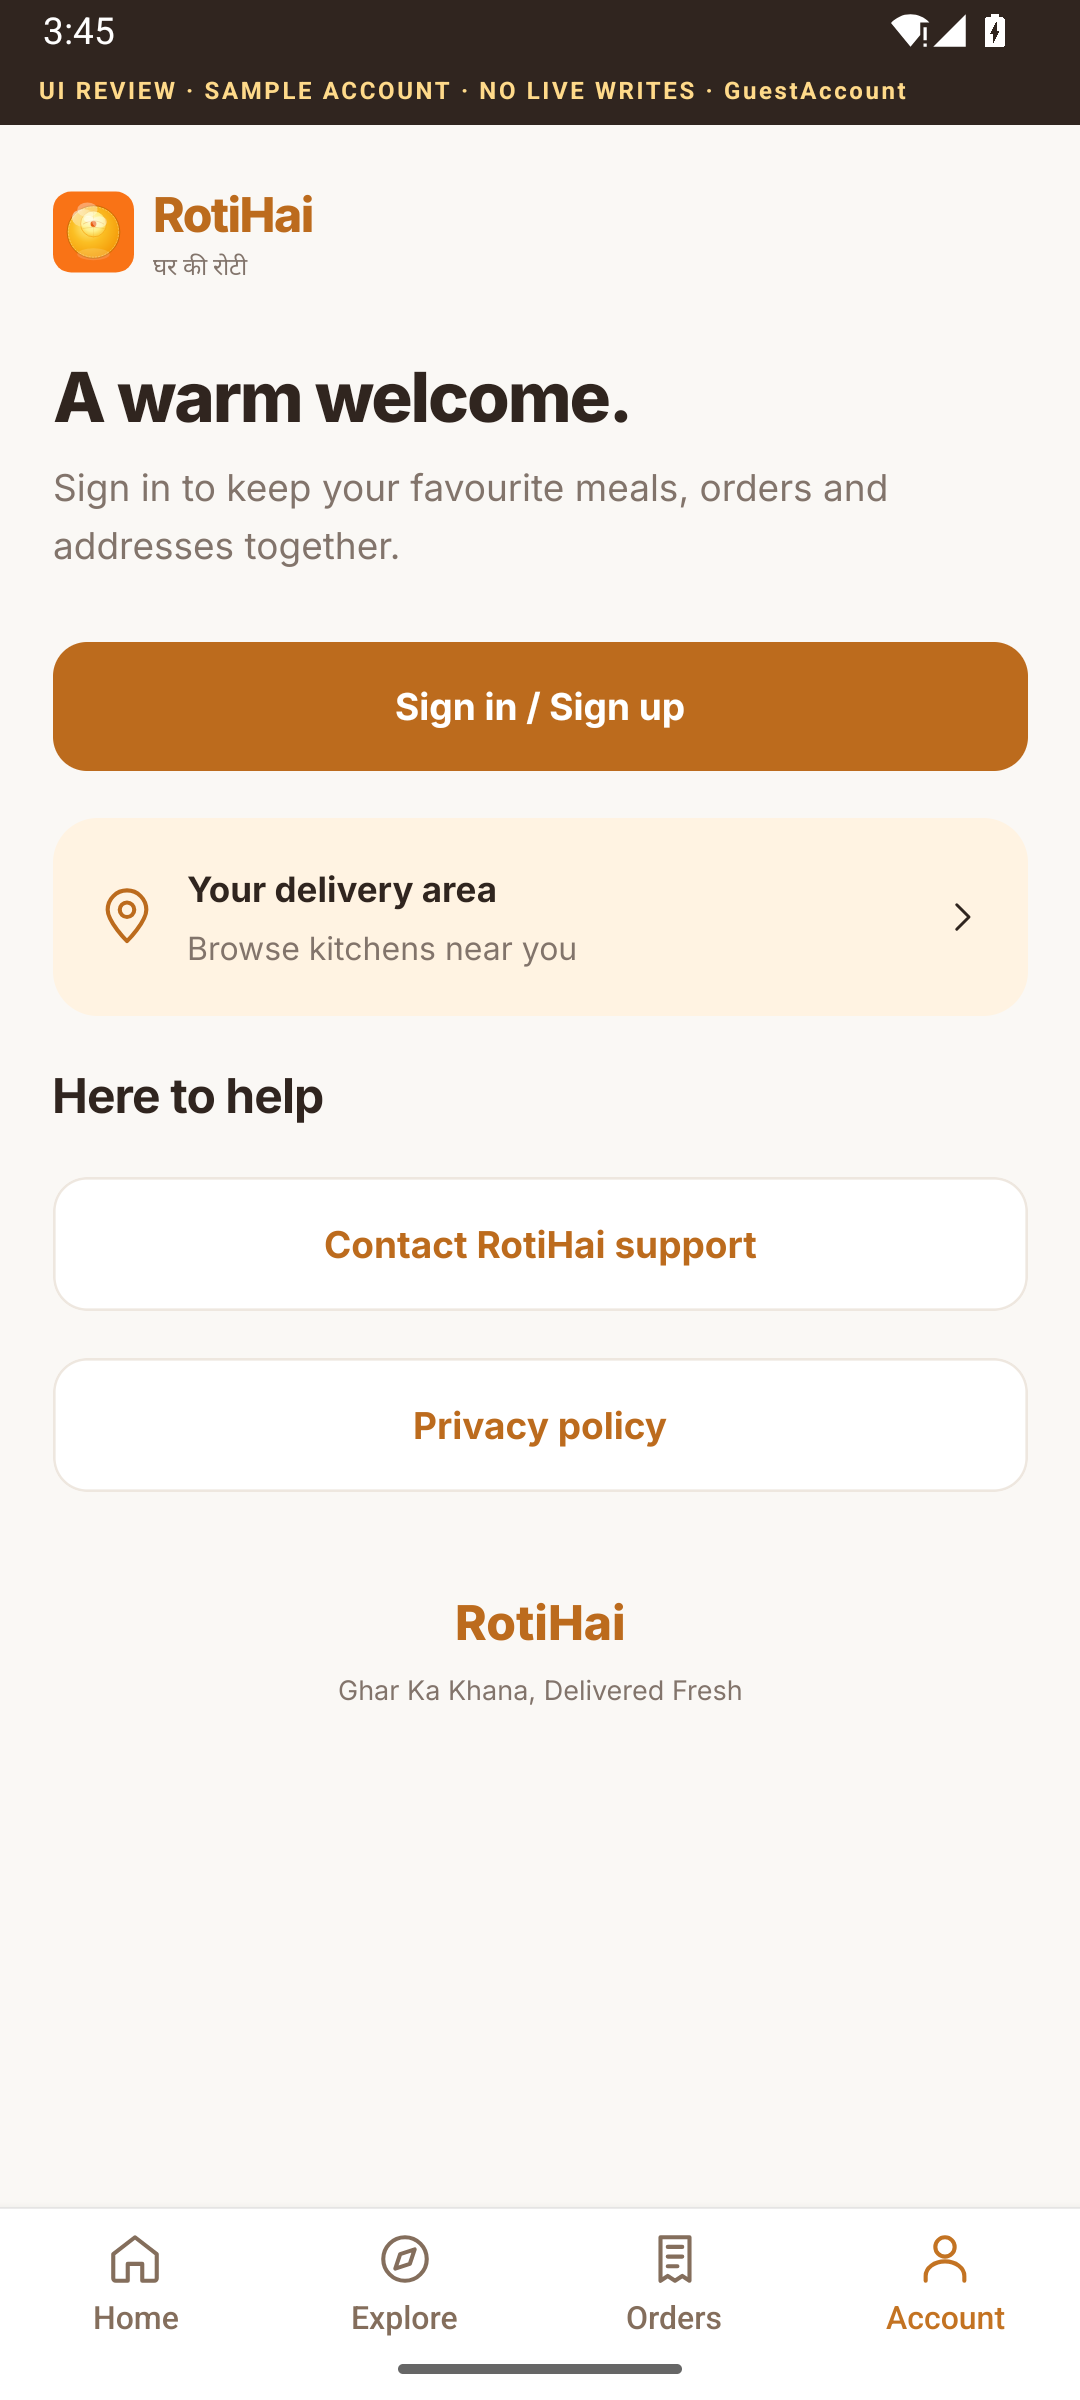 3:45
UI REVIEW · SAMPLE ACCOUNT · NO LIVE WRITES · GuestAccount
RotiHai
घर की रोटी
A warm welcome.
Sign in to keep your favourite meals, orders and
addresses together.
Sign in / Sign up
Your delivery area
Browse kitchens near you
Here to help
Contact RotiHai support
Privacy policy
RotiHai
Ghar Ka Khana, Delivered Fresh
Home
Explore
Orders
Account